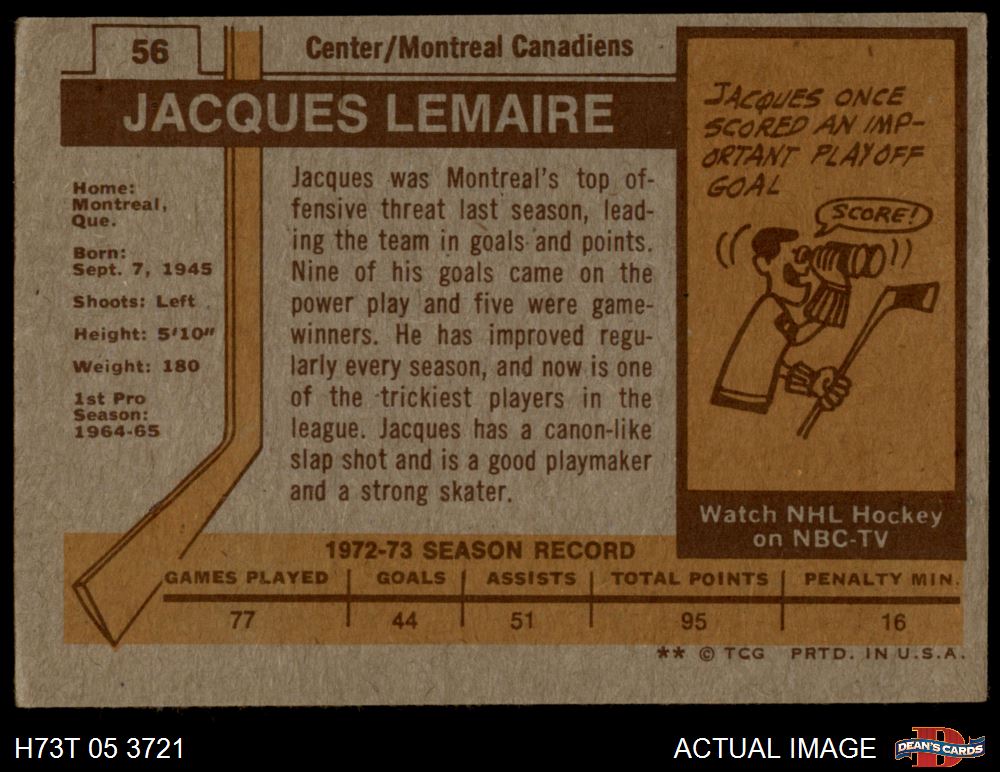 56
Center/Montreal Canadiens
JACQUES LEMAIRE
Home:
Montreal,
Que.
Born:
Sept. 7, 1945
Shoots: Left
Height: 5'10"
Weight: 180
1st Pro
Season:
1964-65
Jacques was Montreal's top of-
fensive threat last season, lead-
ing the team in goals and points.
Nine of his goals came on the
power play and five were game-
winners. He has improved regu-
larly every season, and now is one
of the trickiest players in the
league. Jacques has a canon-like
slap shot and is a good playmaker
and a strong skater.
JACQUES ONCE
SCORED AN IMP-
ORTANT PLAYOFF
GOAL
SCORE!
Watch NHL Hockey
on NBC-TV
1972-73 SEASON RECORD
GAMES PLAYED GOALS ASSISTS TOTAL POINTS PENALTY MIN.
77 44 51 95 16
** © TCG PRTD. IN U.S.A.
H73T 05 3721
ACTUAL IMAGE
D
DEAN'S CARDS